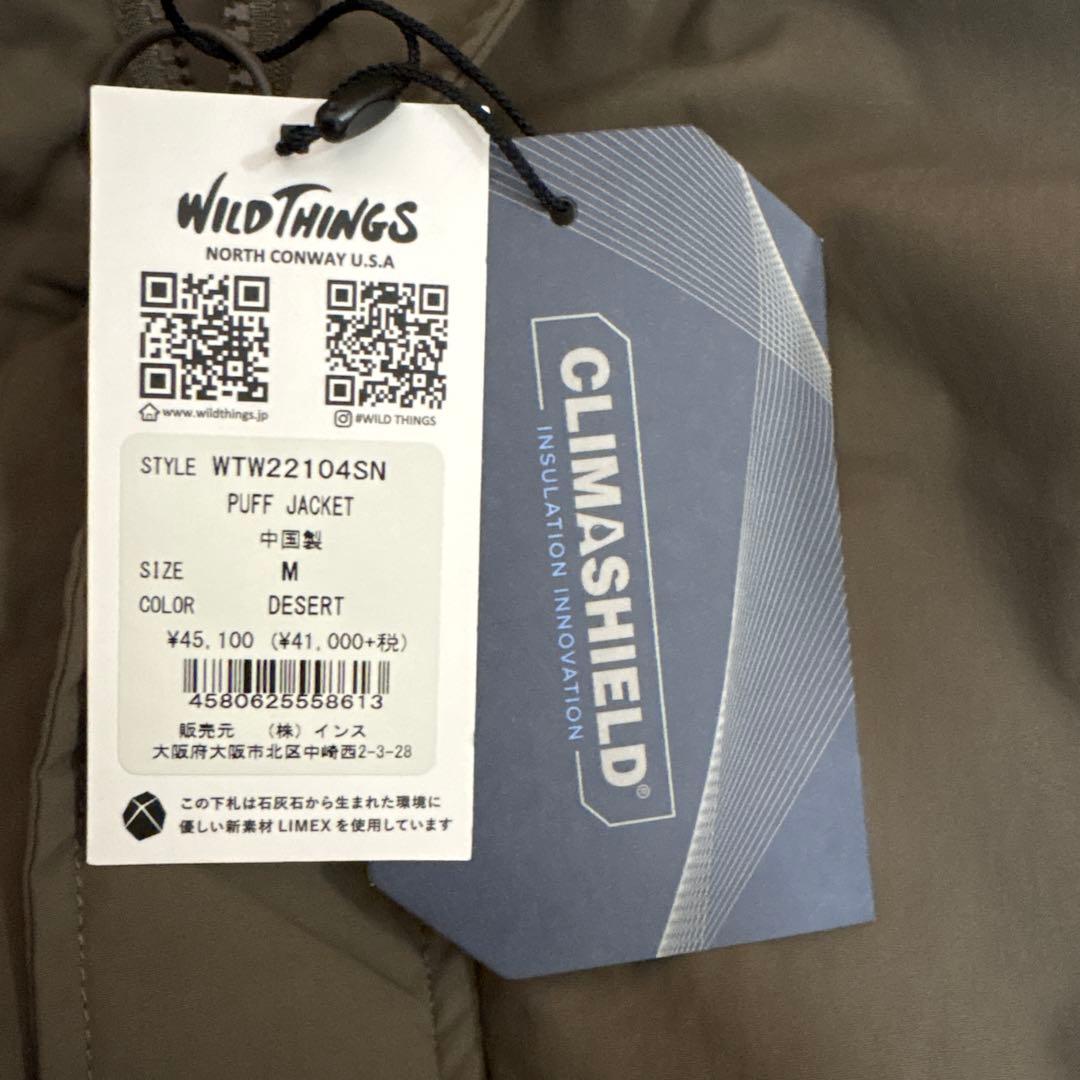 WILD THINGS
NORTH CONWAY U.S.A
www.wildthings.jp
#WILD THINGS
STYLE WTW22104SN
PUFF JACKET
中国製
SIZE M
COLOR DESERT
¥45,100 (¥41,000+税)
4580625558613
販売元 (株) インス
大阪府大阪市北区中崎西2-3-28
この下札は石灰石から生まれた環境に
優しい新素材 LIMEX を使用しています
CLIMASHIELD®
INSULATION INNOVATION